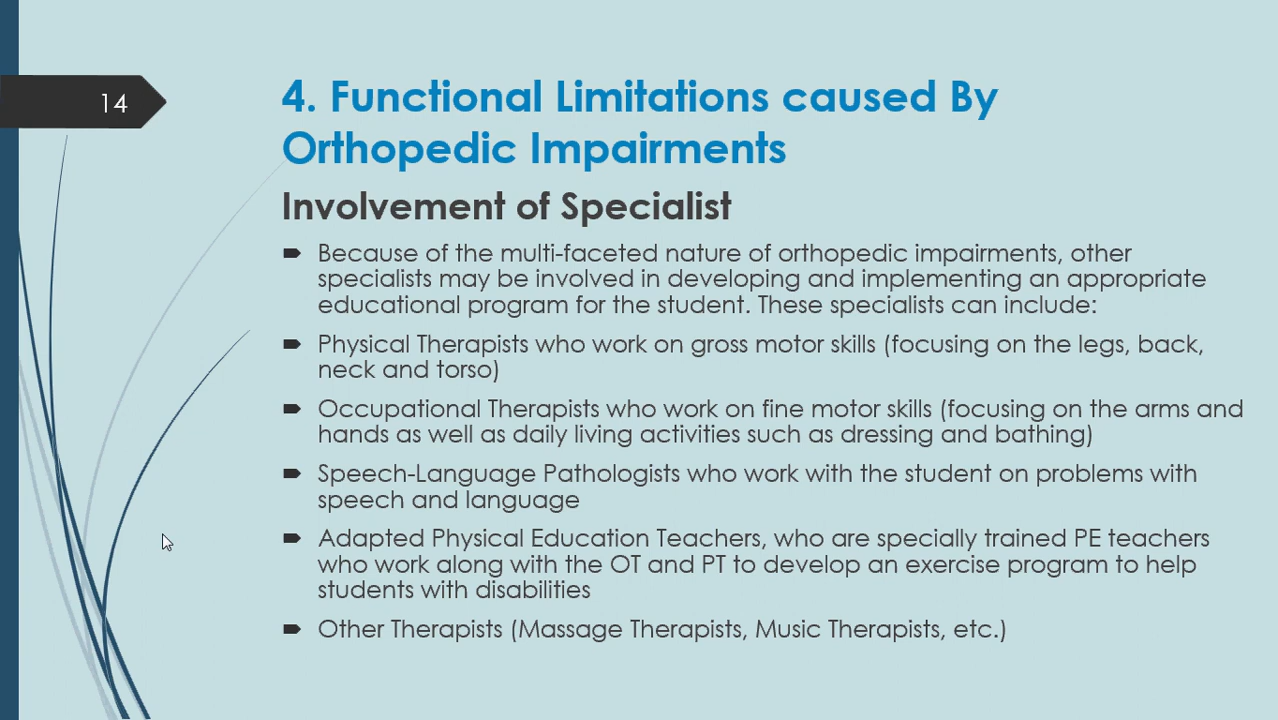 14
4. Functional Limitations caused By
Orthopedic Impairments
Involvement of Specialist
Because of the multi-faceted nature of orthopedic impairments, other
specialists may be involved in developing and implementing an appropriate
educational program for the student. These specialists can include:
Physical Therapists who work on gross motor skills (focusing on the legs, back,
neck and torso)
Occupational Therapists who work on fine motor skills (focusing on the arms and
hands as well as daily living activities such as dressing and bathing)
Speech-Language Pathologists who work with the student on problems with
speech and language
Adapted Physical Education Teachers, who are specially trained PE teachers
who work along with the OT and PT to develop an exercise program to help
students with disabilities
Other Therapists (Massage Therapists, Music Therapists, etc.)